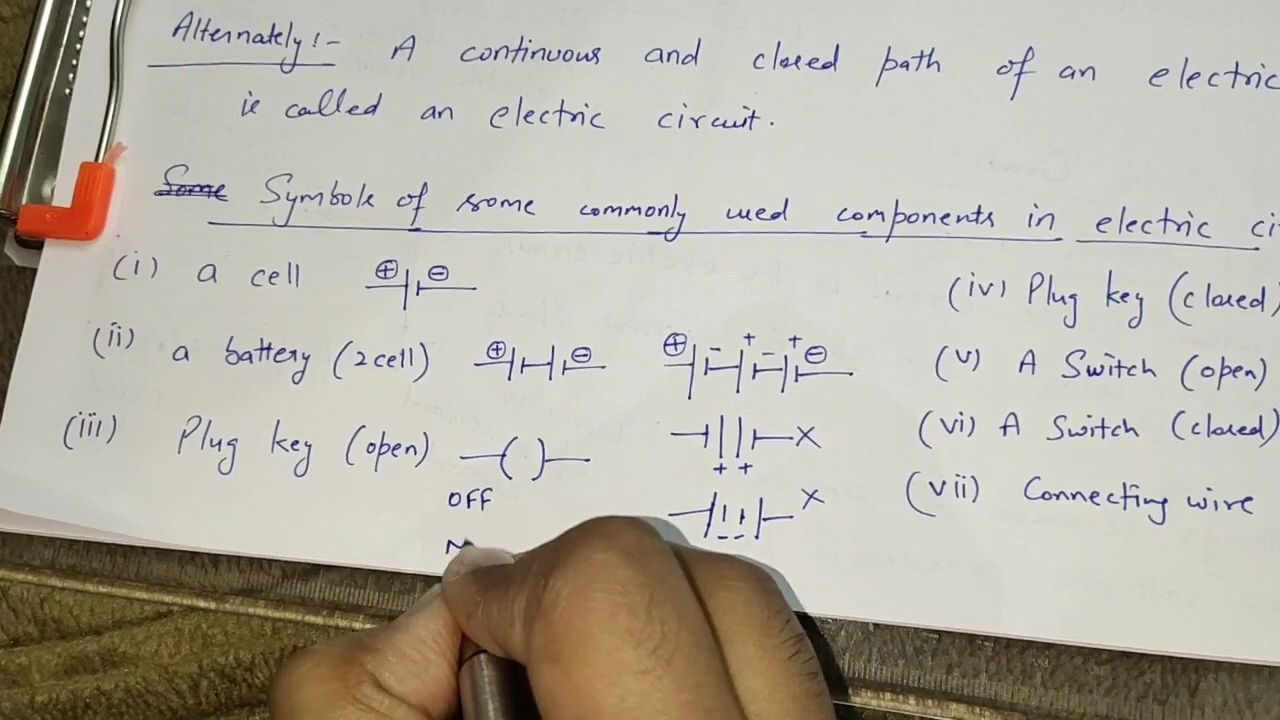 Alternately :- A continuous and closed path of an electric
is called an electric circuit.
Some Symbols of some commonly used components in electric ci
(i) a cell ⊕ ⊖
(ii) a battery (2 cell) ⊕ ⊖ ⊕ - + - + ⊖
(iii) Plug key (open) ( )
OFF
+ + X
- - X
(iv) Plug key (closed)
(v) A Switch (open)
(vi) A Switch (closed)
(vii) Connecting wire